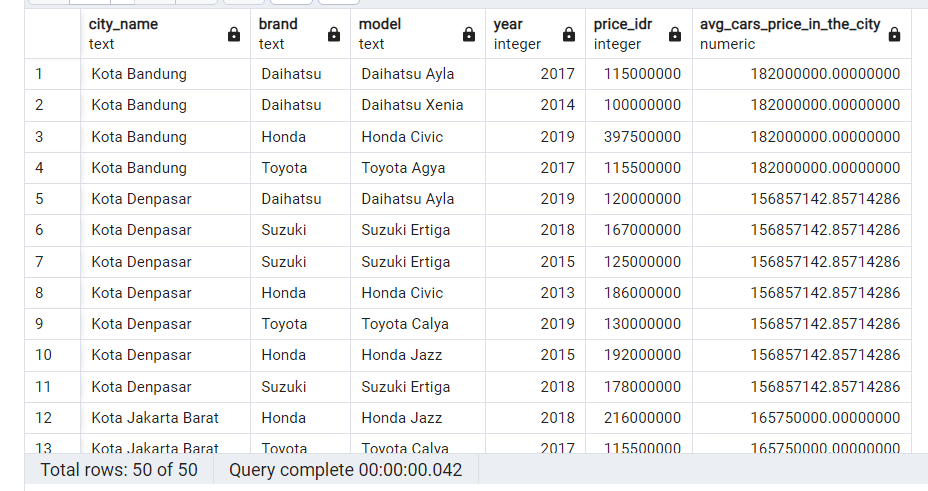 city_name brand model year price_idr avg_cars_price_in_the_city
text text text integer integer numeric
1 Kota Bandung Daihatsu Daihatsu Ayla 2017 115000000 182000000.00000000
2 Kota Bandung Daihatsu Daihatsu Xenia 2014 100000000 182000000.00000000
3 Kota Bandung Honda Honda Civic 2019 397500000 182000000.00000000
4 Kota Bandung Toyota Toyota Agya 2017 115500000 182000000.00000000
5 Kota Denpasar Daihatsu Daihatsu Ayla 2019 120000000 156857142.85714286
6 Kota Denpasar Suzuki Suzuki Ertiga 2018 167000000 156857142.85714286
7 Kota Denpasar Suzuki Suzuki Ertiga 2015 125000000 156857142.85714286
8 Kota Denpasar Honda Honda Civic 2013 186000000 156857142.85714286
9 Kota Denpasar Toyota Toyota Calya 2019 130000000 156857142.85714286
10 Kota Denpasar Honda Honda Jazz 2015 192000000 156857142.85714286
11 Kota Denpasar Suzuki Suzuki Ertiga 2018 178000000 156857142.85714286
12 Kota Jakarta Barat Honda Honda Jazz 2018 216000000 165750000.00000000
13 Kota Jakarta Barat Toyota Toyota Calya 2017 115500000 165750000.00000000
Total rows: 50 of 50 Query complete 00:00:00.042